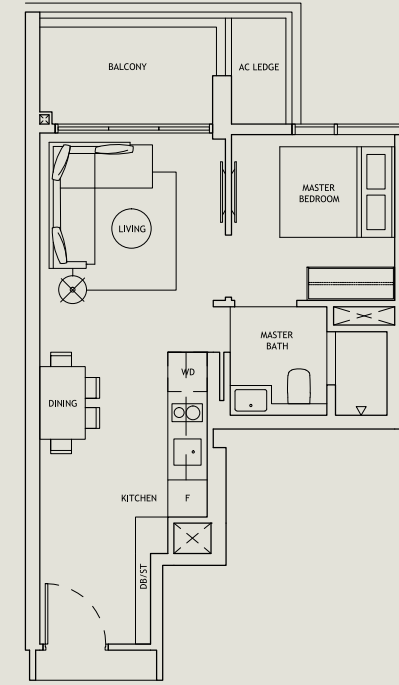 BALCONY
AC LEDGE
MASTER
BEDROOM
LIVING
MASTER
BATH
WD
DINING
KITCHEN
F
DB/ST